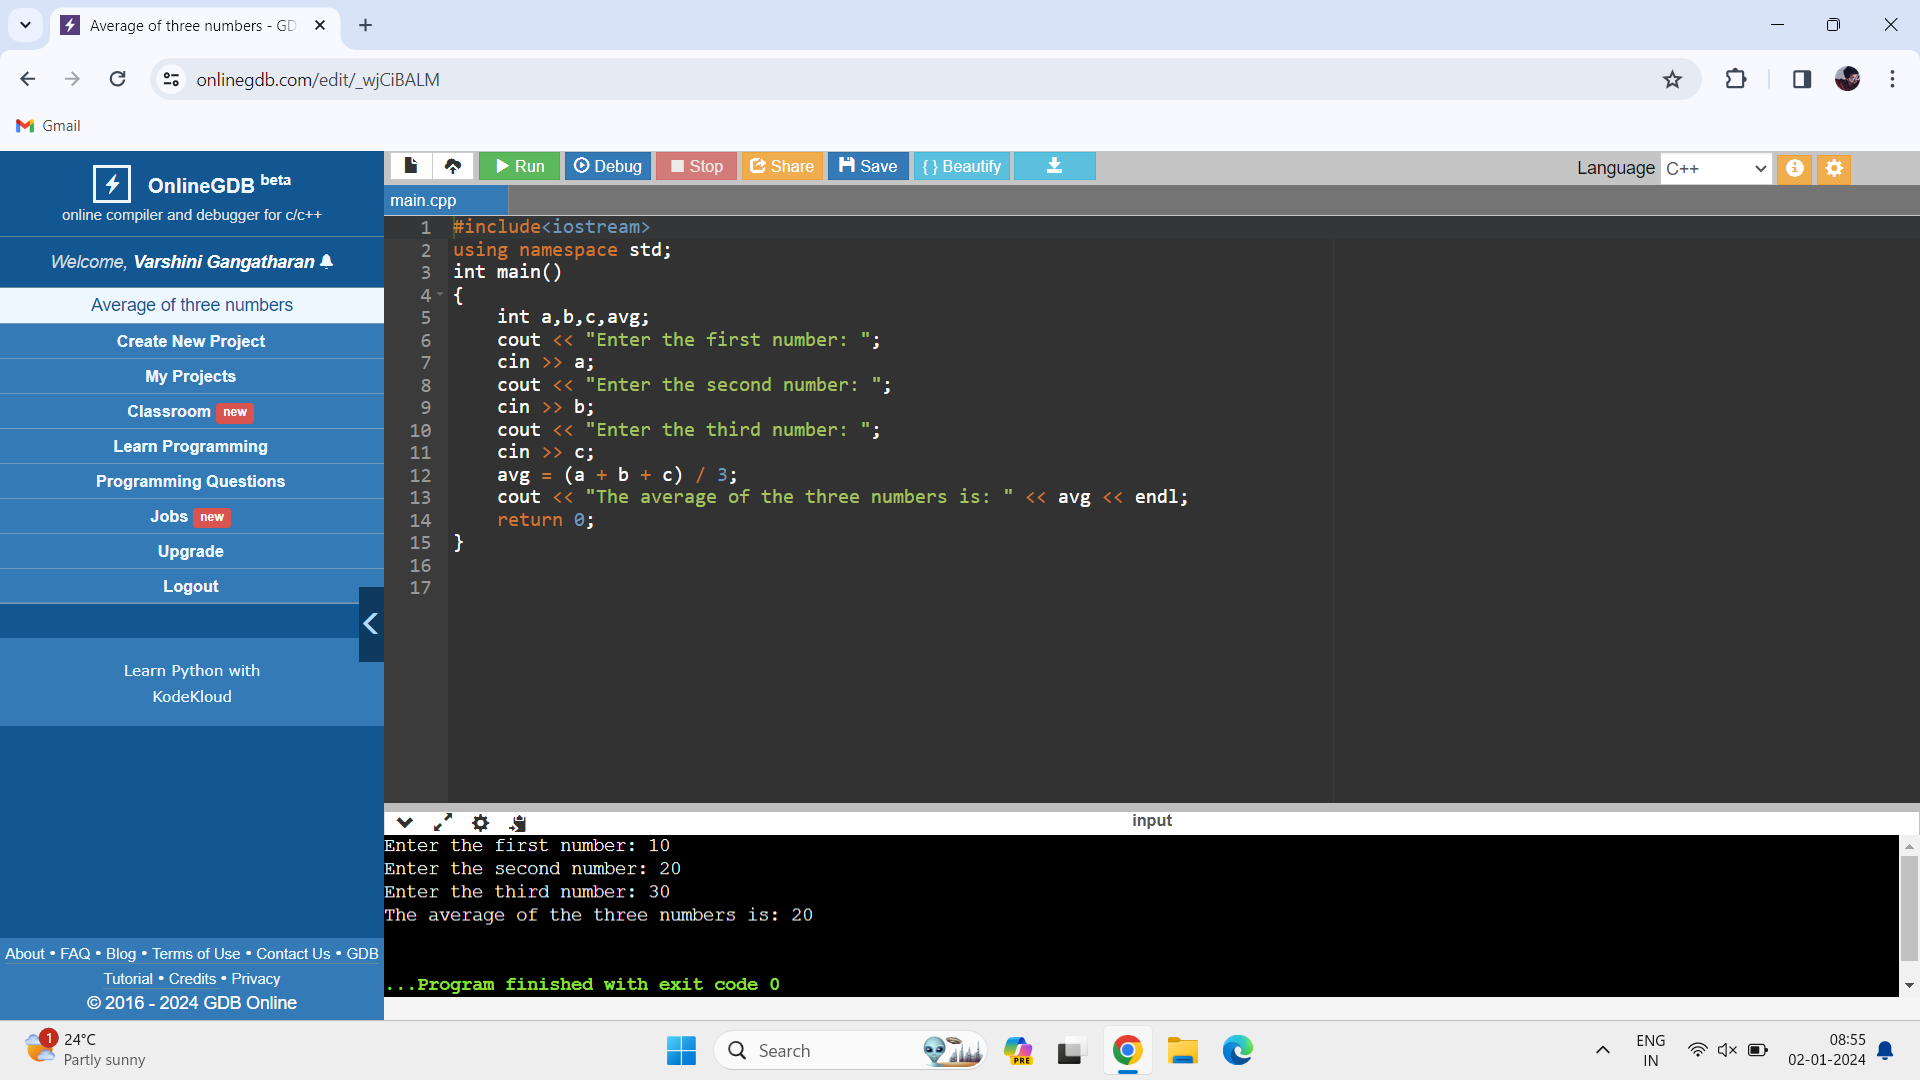 Average of three numbers - GD
onlinegdb.com/edit/_wjCiBALM
Gmail
OnlineGDB beta
online compiler and debugger for c/c++
Welcome, Varshini Gangatharan
Average of three numbers
Create New Project
My Projects
Classroom new
Learn Programming
Programming Questions
Jobs new
Upgrade
Logout
Learn Python with
KodeKloud
About • FAQ • Blog • Terms of Use • Contact Us • GDB
Tutorial • Credits • Privacy
© 2016 - 2024 GDB Online
Run Debug Stop Share Save { } Beautify
Language C++
main.cpp
1 #include<iostream>
2 using namespace std;
3 int main()
4 {
5     int a,b,c,avg;
6     cout << "Enter the first number: ";
7     cin >> a;
8     cout << "Enter the second number: ";
9     cin >> b;
10     cout << "Enter the third number: ";
11     cin >> c;
12     avg = (a + b + c) / 3;
13     cout << "The average of the three numbers is: " << avg << endl;
14     return 0;
15 }
16
17
input
Enter the first number: 10
Enter the second number: 20
Enter the third number: 30
The average of the three numbers is: 20
...Program finished with exit code 0
1
24°C
Partly sunny
Search
PRE
ENG
IN
08:55
02-01-2024